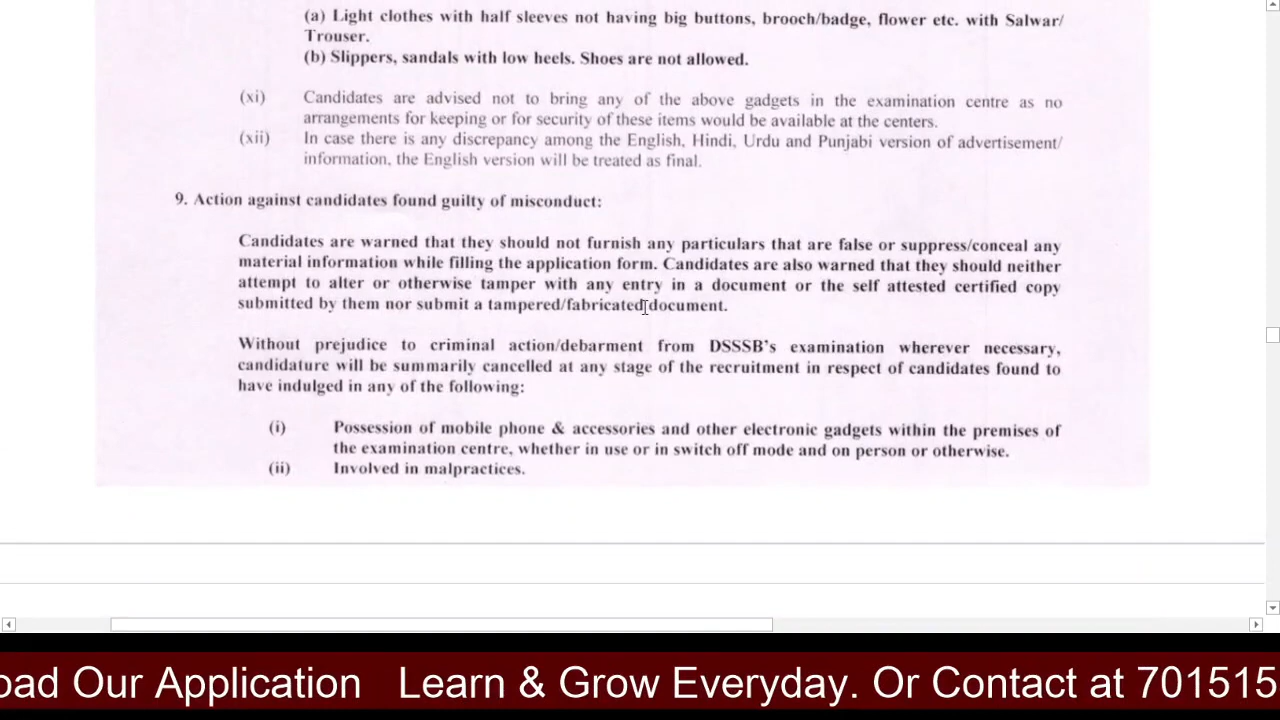 (a) Light clothes with half sleeves not having big buttons, brooch/badge, flower etc. with Salwar/
Trouser.
(b) Slippers, sandals with low heels. Shoes are not allowed.
(xi) Candidates are advised not to bring any of the above gadgets in the examination centre as no
arrangements for keeping or for security of these items would be available at the centers.
(xii) In case there is any discrepancy among the English, Hindi, Urdu and Punjabi version of advertisement/
information, the English version will be treated as final.
9. Action against candidates found guilty of misconduct:
Candidates are warned that they should not furnish any particulars that are false or suppress/conceal any
material information while filling the application form. Candidates are also warned that they should neither
attempt to alter or otherwise tamper with any entry in a document or the self attested certified copy
submitted by them nor submit a tampered/fabricated document.
Without prejudice to criminal action/debarment from DSSSB's examination wherever necessary,
candidature will be summarily cancelled at any stage of the recruitment in respect of candidates found to
have indulged in any of the following:
(i) Possession of mobile phone & accessories and other electronic gadgets within the premises of
the examination centre, whether in use or in switch off mode and on person or otherwise.
(ii) Involved in malpractices.
oad Our Application Learn & Grow Everyday. Or Contact at 701515